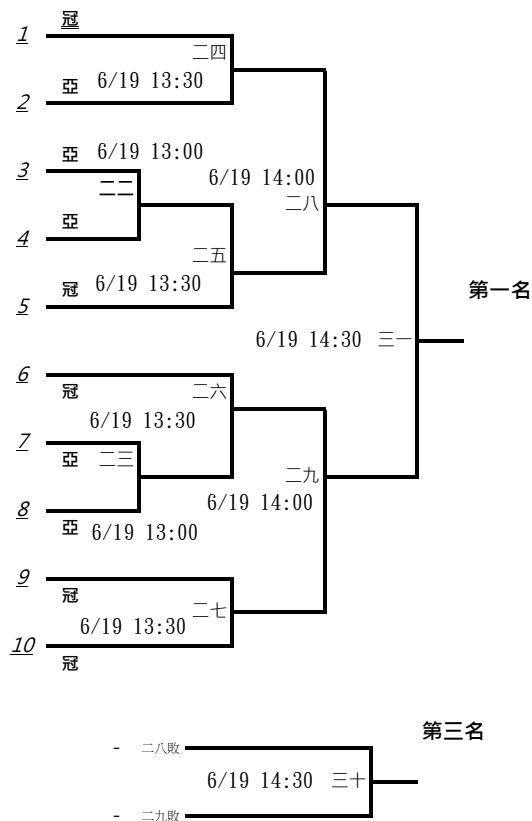 1 冠
二四
6/19 13:30
2 亞
3 亞 6/19 13:00
二二
6/19 14:00
二八
4 亞
二五
5 冠 6/19 13:30
第一名
6/19 14:30 三一
6 冠
二六
6/19 13:30
7 亞 二三
二九
6/19 14:00
8 亞 6/19 13:00
9 冠
二七
6/19 13:30
10 冠
第三名
- 二八敗
6/19 14:30 三十
- 二九敗